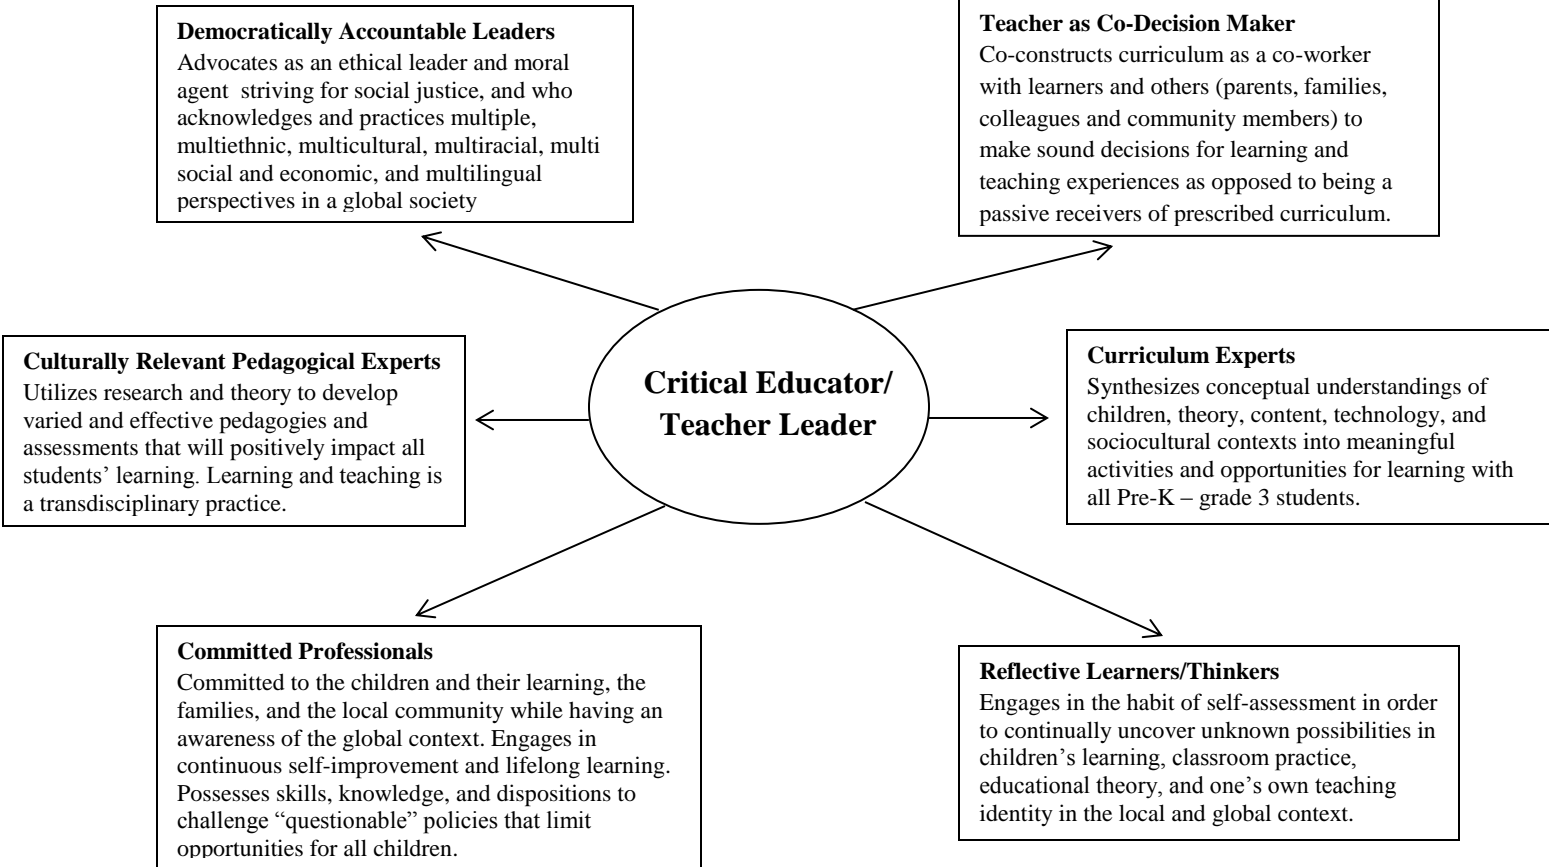 Democratically Accountable Leaders
Advocates as an ethical leader and moral
agent  striving for social justice, and who
acknowledges and practices multiple,
multiethnic, multicultural, multiracial, multi
social and economic, and multilingual
perspectives in a global society
Teacher as Co-Decision Maker
Co-constructs curriculum as a co-worker
with learners and others (parents, families,
colleagues and community members) to
make sound decisions for learning and
teaching experiences as opposed to being a
passive receivers of prescribed curriculum.
Culturally Relevant Pedagogical Experts
Utilizes research and theory to develop
varied and effective pedagogies and
assessments that will positively impact all
students’ learning. Learning and teaching is
a transdisciplinary practice.
Critical Educator/
Teacher Leader
Curriculum Experts
Synthesizes conceptual understandings of
children, theory, content, technology, and
sociocultural contexts into meaningful
activities and opportunities for learning with
all Pre-K – grade 3 students.
Committed Professionals
Committed to the children and their learning, the
families, and the local community while having an
awareness of the global context. Engages in
continuous self-improvement and lifelong learning.
Possesses skills, knowledge, and dispositions to
challenge “questionable” policies that limit
opportunities for all children.
Reflective Learners/Thinkers
Engages in the habit of self-assessment in order
to continually uncover unknown possibilities in
children’s learning, classroom practice,
educational theory, and one’s own teaching
identity in the local and global context.